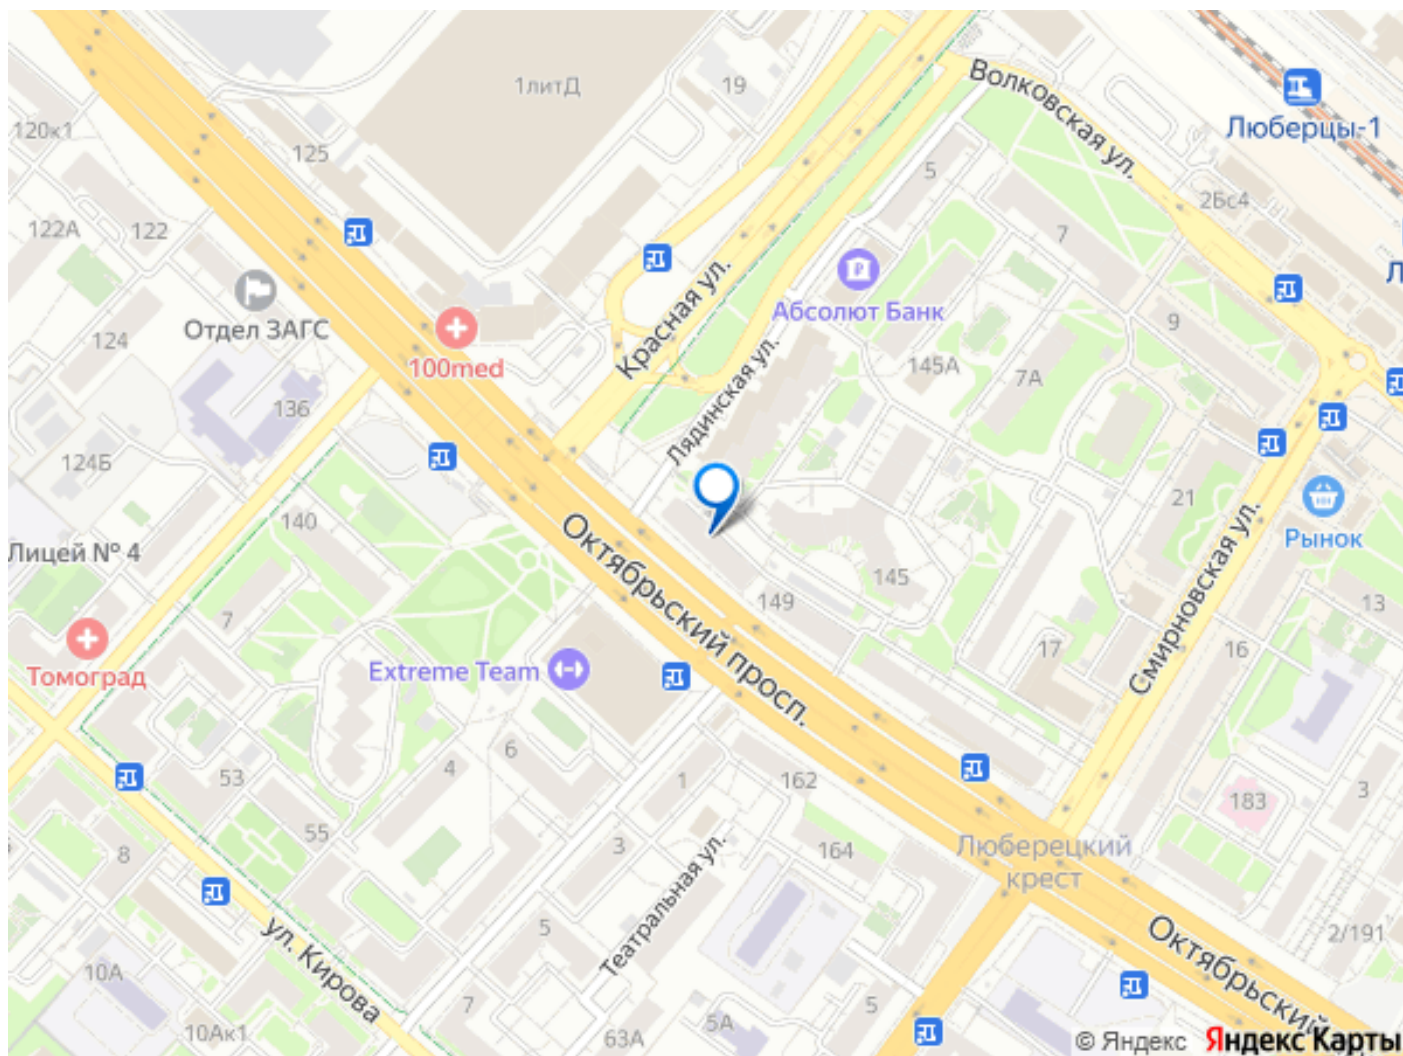 1литД
19
Волковская ул.
Люберцы-1
120к1
125
5
2Бс4
122А
122
7
Л
Красная ул.
Абсолют Банк
Отдел ЗАГС
124
100med
9
145А
7А
Лядинская ул.
136
124Б
21
Смирновская ул.
Рынок
140
Лицей № 4
Октябрьский просп.
145
149
13
7
17
16
Томоград
Extreme Team
6
4
53
1
162
183
3
55
8
3
164
Люберецкий
крест
Театральная ул.
5
ул. Кирова
Октябрьский
2/191
10А
7
5
5А
10Ак1
63А
© Яндекс Яндекс Карты